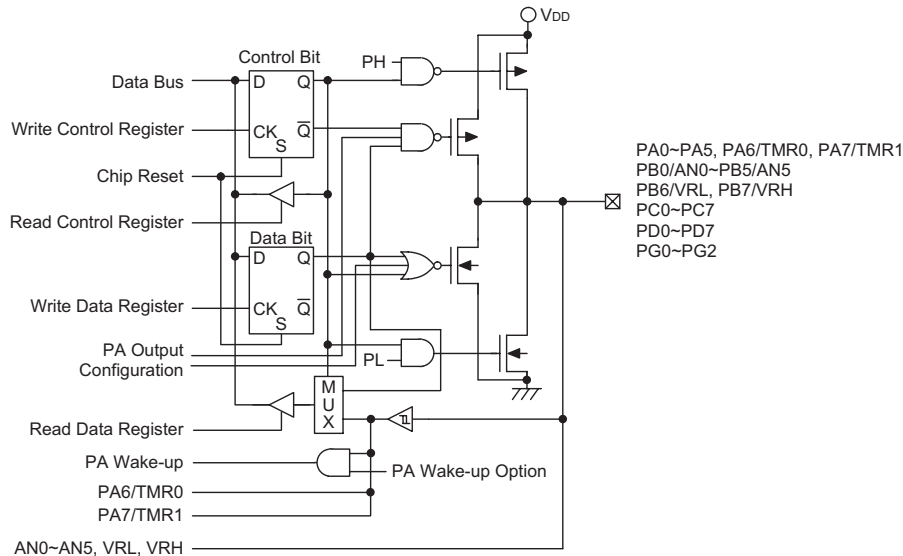 VDD
Control Bit
PH
Data Bus
D
Q
Write Control Register
CK
Q
S
Chip Reset
Read Control Register
Data Bit
D
Q
Write Data Register
CK
Q
S
PA Output
Configuration
PL
M
U
X
Read Data Register
PA Wake-up
PA Wake-up Option
PA6/TMR0
PA7/TMR1
AN0~AN5, VRL, VRH
PA0~PA5, PA6/TMR0, PA7/TMR1
PB0/AN0~PB5/AN5
PB6/VRL, PB7/VRH
PC0~PC7
PD0~PD7
PG0~PG2